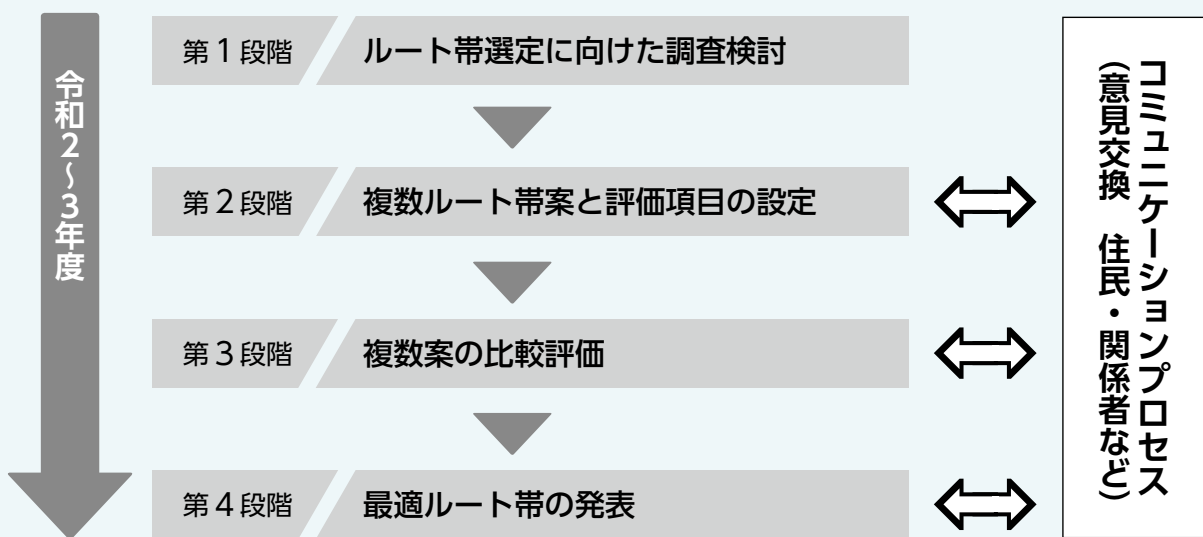 令和2～3年度
第1段階 ルート帯選定に向けた調査検討
第2段階 複数ルート帯案と評価項目の設定
第3段階 複数案の比較評価
第4段階 最適ルート帯の発表
コミュニケーションプロセス
（意見交換 住民・関係者など）